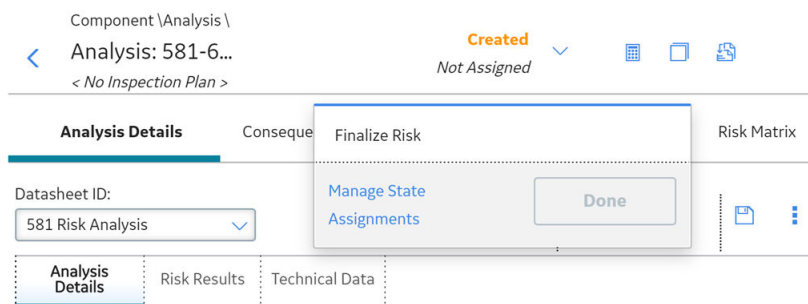 Component \Analysis \
Analysis: 581-6...
< No Inspection Plan >
Created
Not Assigned
Analysis Details
Conseque
Finalize Risk
Risk Matrix
Manage State
Assignments
Done
Datasheet ID:
581 Risk Analysis
Analysis
Details
Risk Results
Technical Data